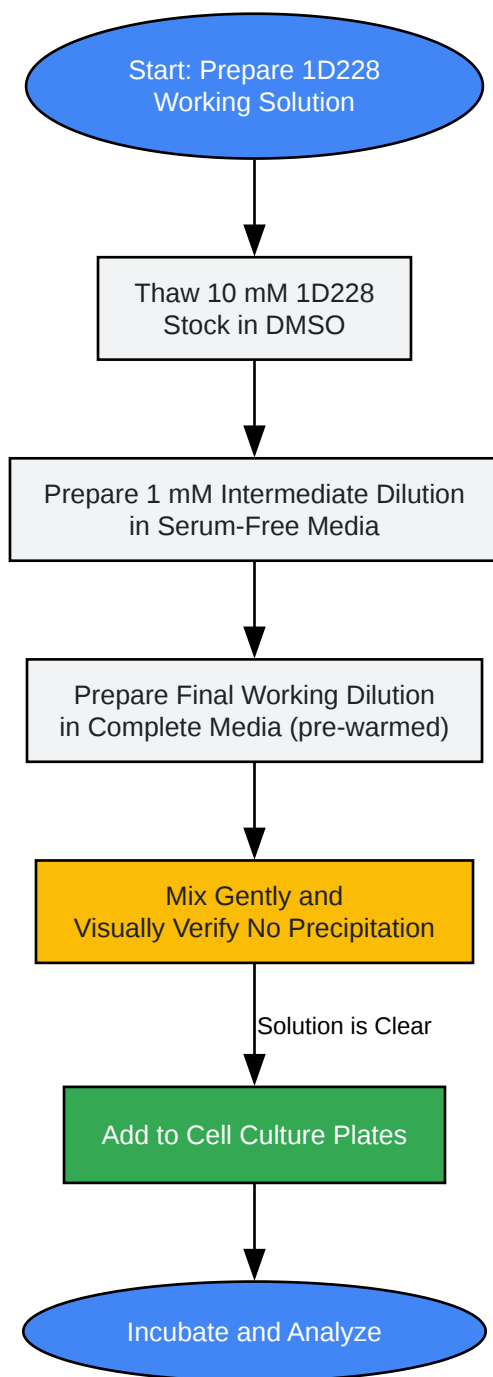 Start: Prepare 1D228
Working Solution
Thaw 10 mM 1D228
Stock in DMSO
Prepare 1 mM Intermediate Dilution
in Serum-Free Media
Prepare Final Working Dilution
in Complete Media (pre-warmed)
Mix Gently and
Visually Verify No Precipitation
Solution is Clear
Add to Cell Culture Plates
Incubate and Analyze